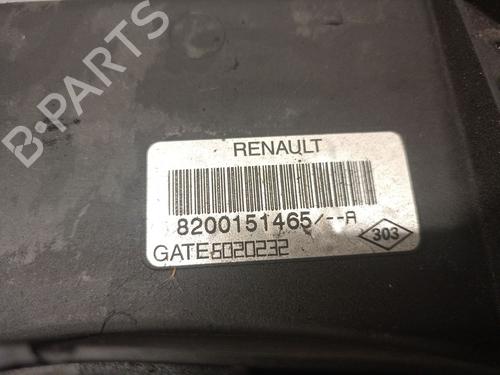 B-PARTS
RENAULT
8200151465/--A
GATE6020232
303